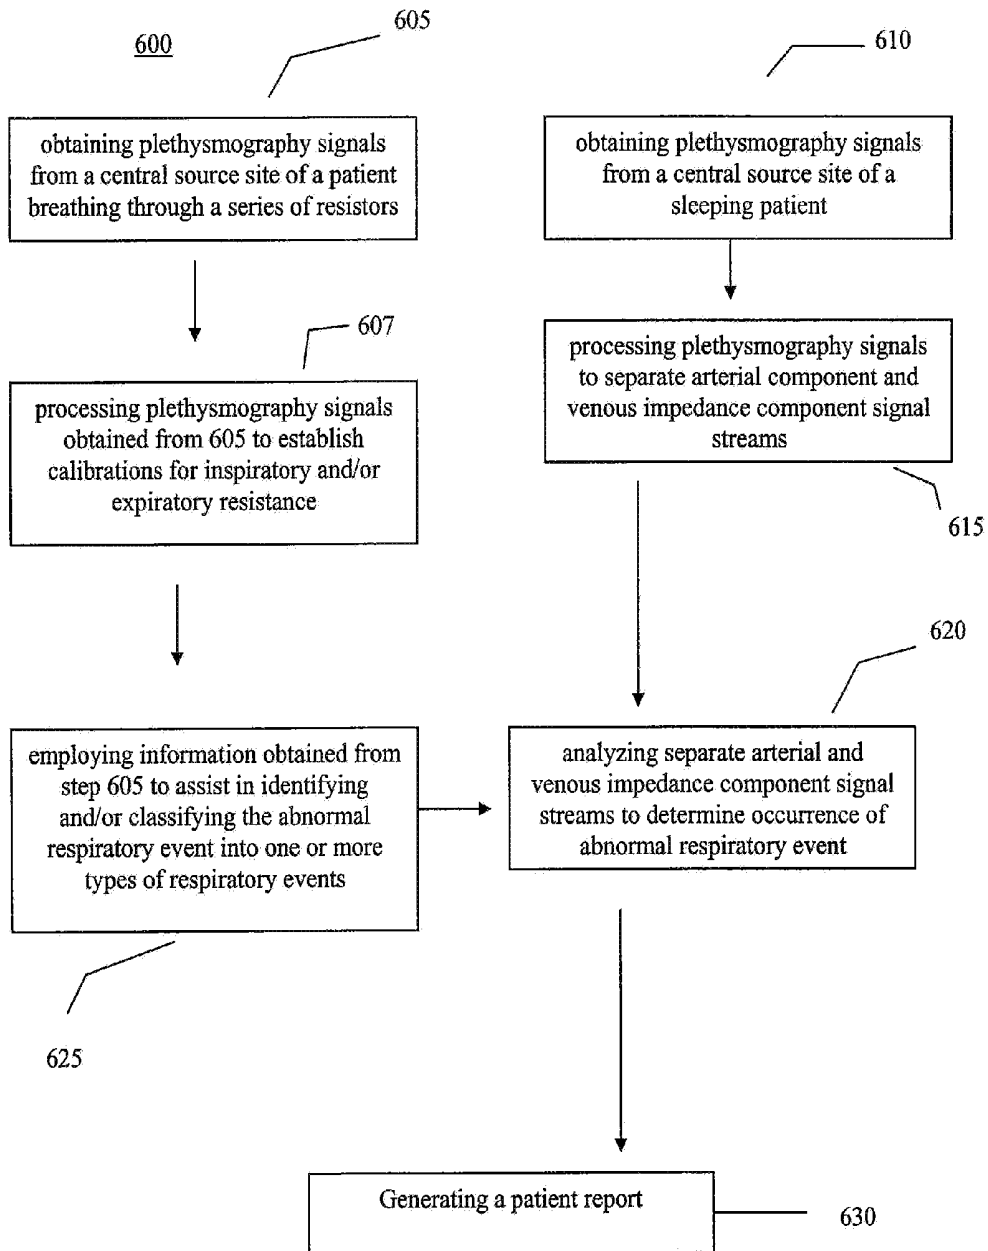 600
605
610
obtaining plethysmography signals
from a central source site of a patient
breathing through a series of resistors
obtaining plethysmography signals
from a central source site of a
sleeping patient
607
processing plethysmography signals
obtained from 605 to establish
calibrations for inspiratory and/or
expiratory resistance
processing plethysmography signals
to separate arterial component and
venous impedance component signal
streams
615
620
employing information obtained from
step 605 to assist in identifying
and/or classifying the abnormal
respiratory event into one or more
types of respiratory events
analyzing separate arterial and
venous impedance component signal
streams to determine occurrence of
abnormal respiratory event
625
Generating a patient report
630